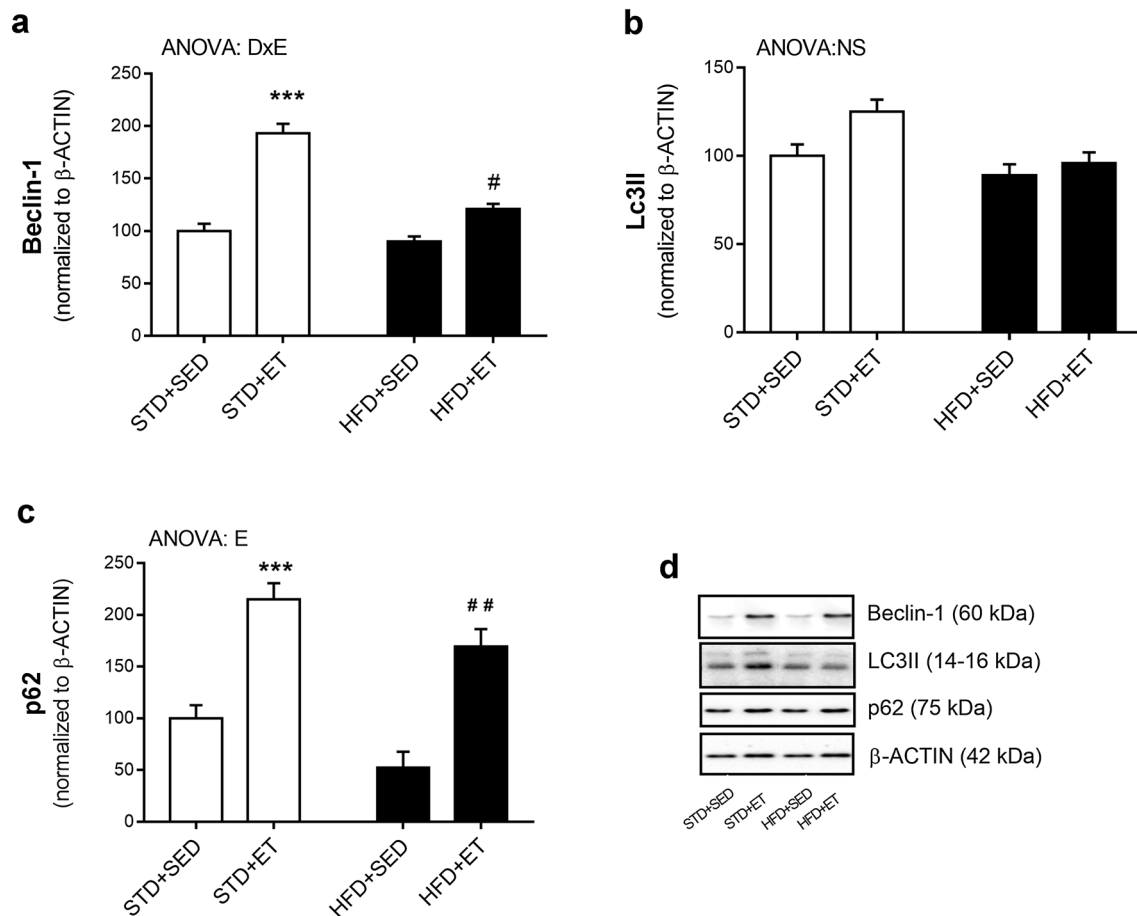 a
ANOVA: DxE
Beclin-1
(normalized to β-ACTIN)
250
200
150
100
50
0
***
#
STD+SED
STD+ET
HFD+SED
HFD+ET
b
ANOVA:NS
Lc3II
(normalized to β-ACTIN)
150
100
50
0
STD+SED
STD+ET
HFD+SED
HFD+ET
c
ANOVA: E
p62
(normalized to β-ACTIN)
250
200
150
100
50
0
***
##
STD+SED
STD+ET
HFD+SED
HFD+ET
d
Beclin-1 (60 kDa)
LC3II (14-16 kDa)
p62 (75 kDa)
β-ACTIN (42 kDa)
STD+SED
STD+ET
HFD+SED
HF+ET